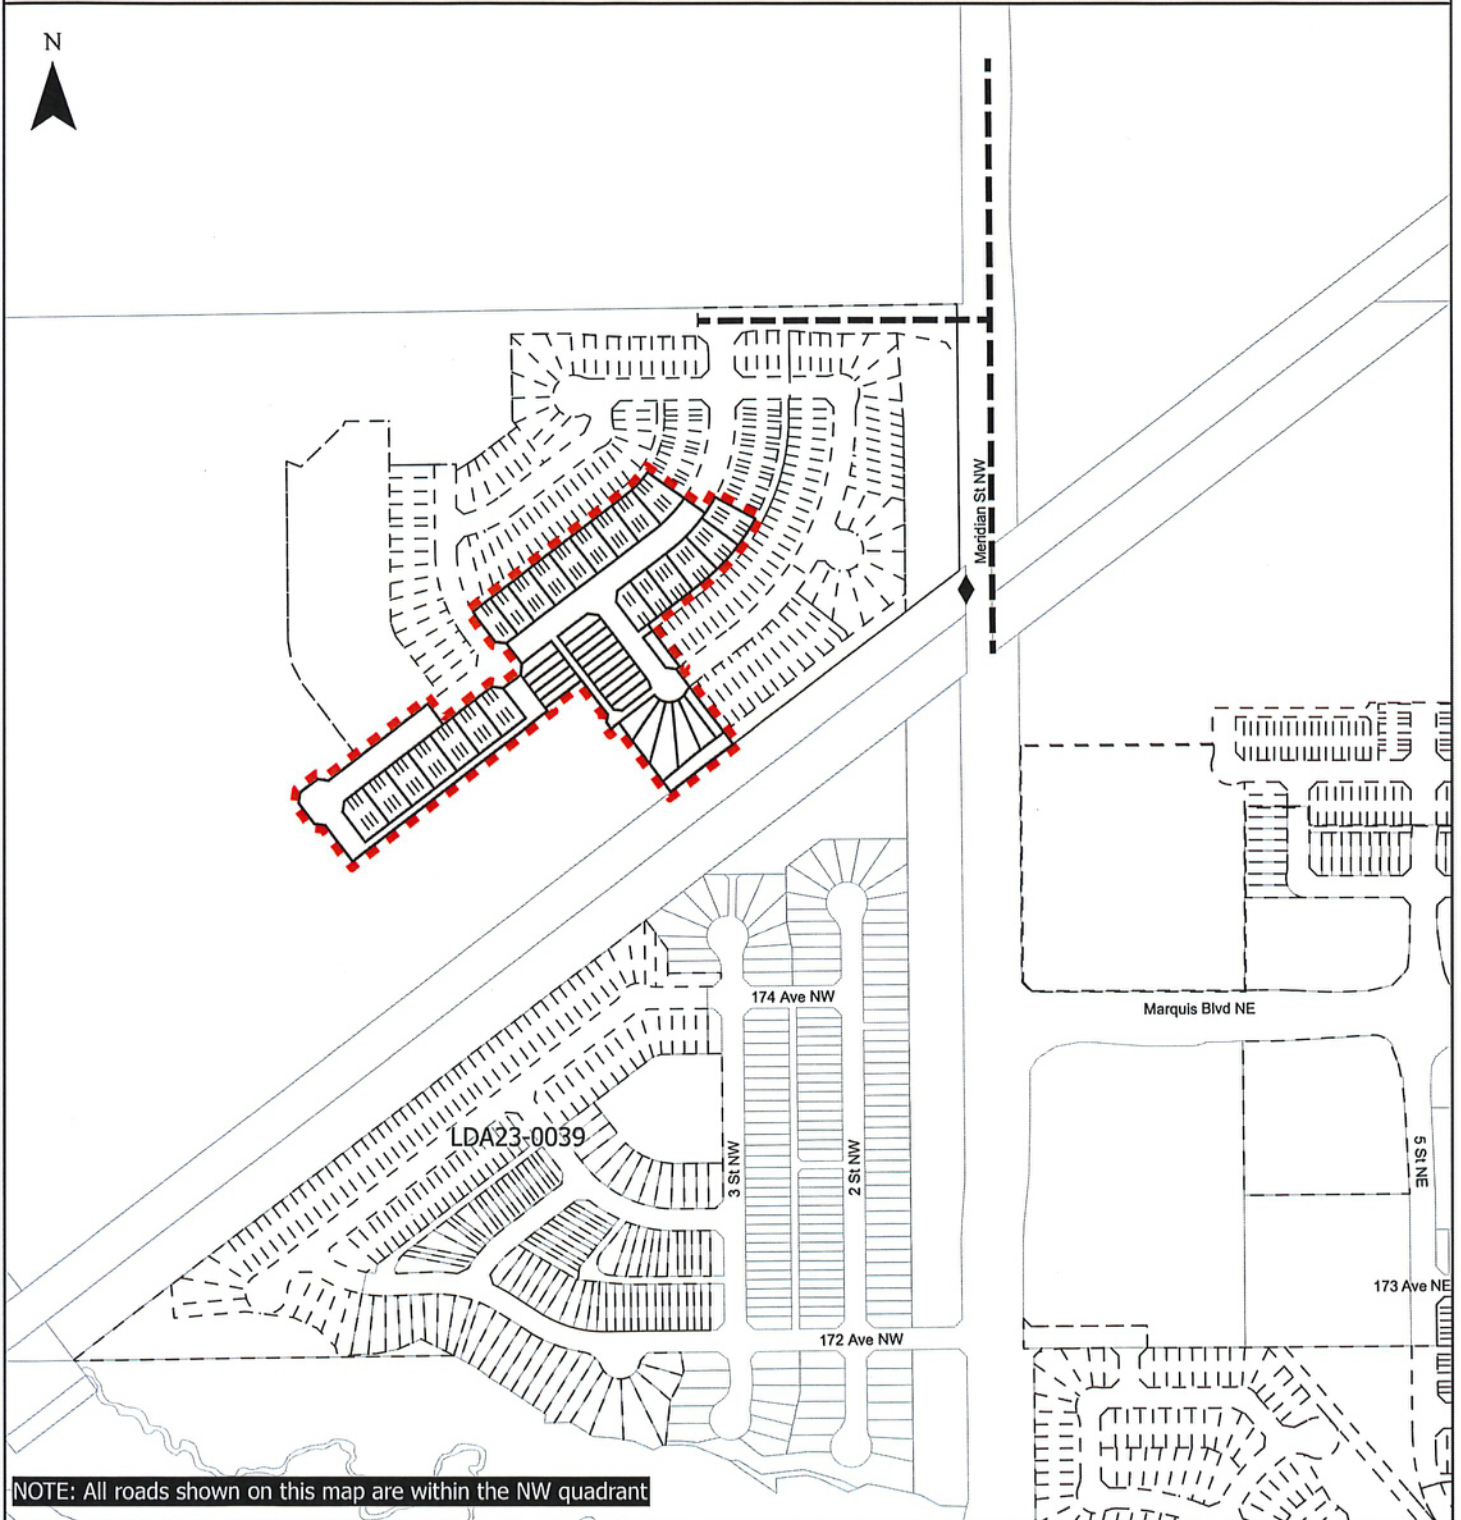 N
Meridian St NW
174 Ave NW
Marquis Blvd NE
LDA23-0039
3 St NW
2 St NW
5 St NE
173 Ave NE
172 Ave NW
NOTE: All roads shown on this map are within the NW quadrant